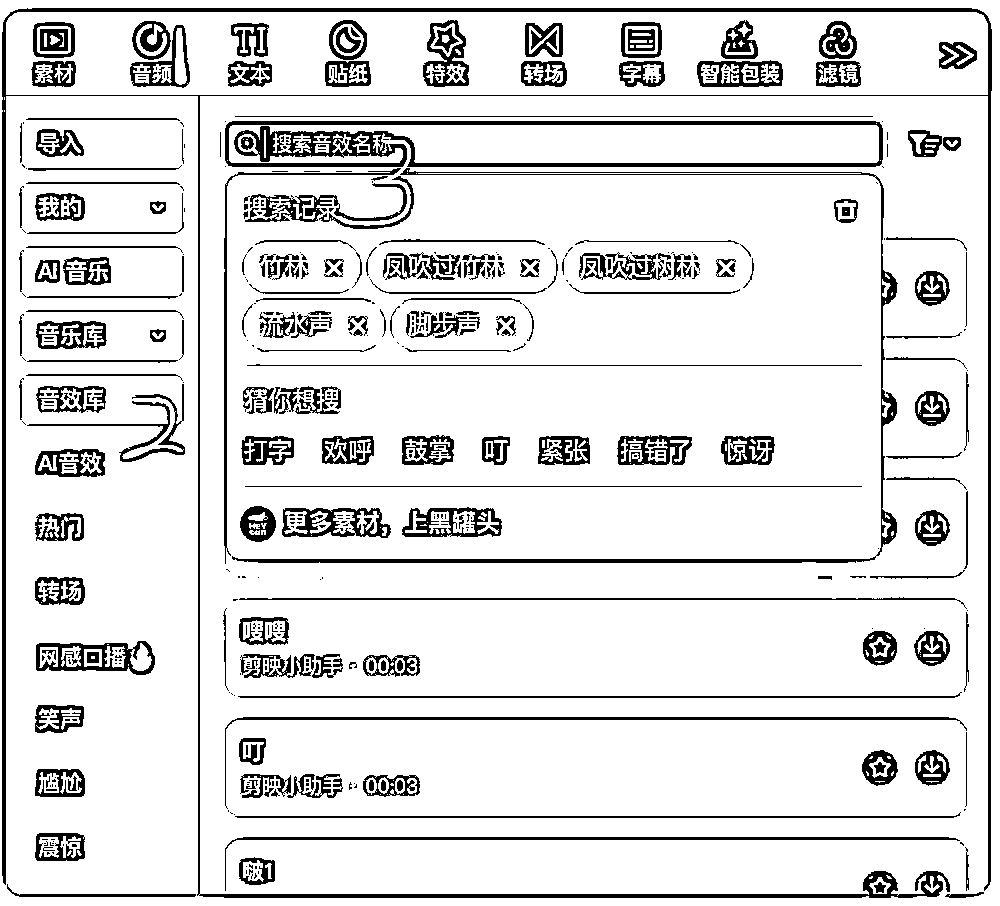 素材 音频 文本 贴纸 特效 转场 字幕 智能包装 滤镜
1
导入
我的
AI 音乐
音乐库
音效库
2
AI音效
热门
转场
网感口播
笑声
尴尬
震惊
搜索音效名称
3
搜索记录
竹林 风吹过竹林 风吹过树林
流水声 脚步声
猜你想搜
打字 欢呼 鼓掌 叮 紧张 搞错了 惊讶
更多素材，上黑罐头
嗖嗖
剪映小助手 · 00:03
叮
剪映小助手 · 00:03
啵1